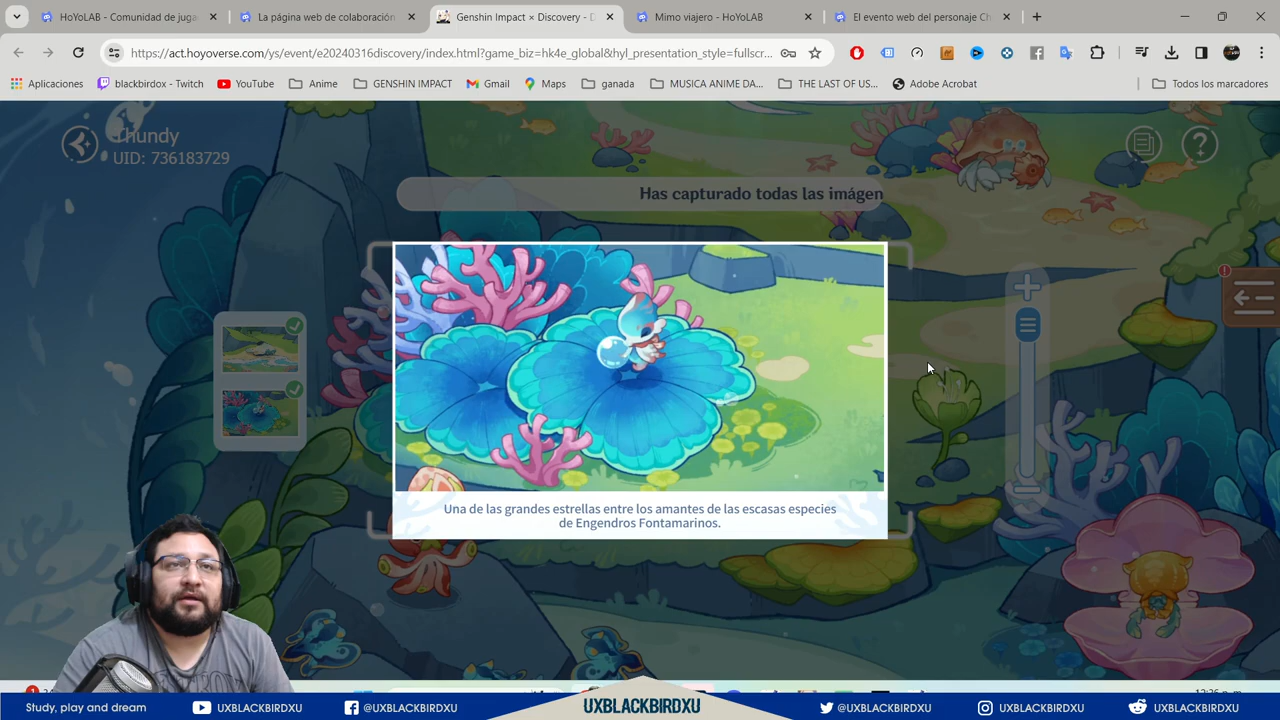 HoYoLAB - Comunidad de juga
La página web de colaboración
Genshin Impact × Discovery - D
Mimo viajero - HoYoLAB
El evento web del personaje Ch
https://act.hoyoverse.com/ys/event/e20240316discovery/index.html?game_biz=hk4e_global&hyl_presentation_style=fullscr...
Aplicaciones
blackbirdox - Twitch
YouTube
Anime
GENSHIN IMPACT
Gmail
Maps
ganada
MUSICA ANIME DA...
THE LAST OF US...
Adobe Acrobat
Todos los marcadores
Thundy
UID: 736183729
Has capturado todas las imágen
Una de las grandes estrellas entre los amantes de las escasas especies
de Engendros Fontamarinos.
Study, play and dream
UXBLACKBIRDXU
@UXBLACKBIRDXU
UXBLACKBIRDXU
@UXBLACKBIRDXU
UXBLACKBIRDXU
UXBLACKBIRDXU